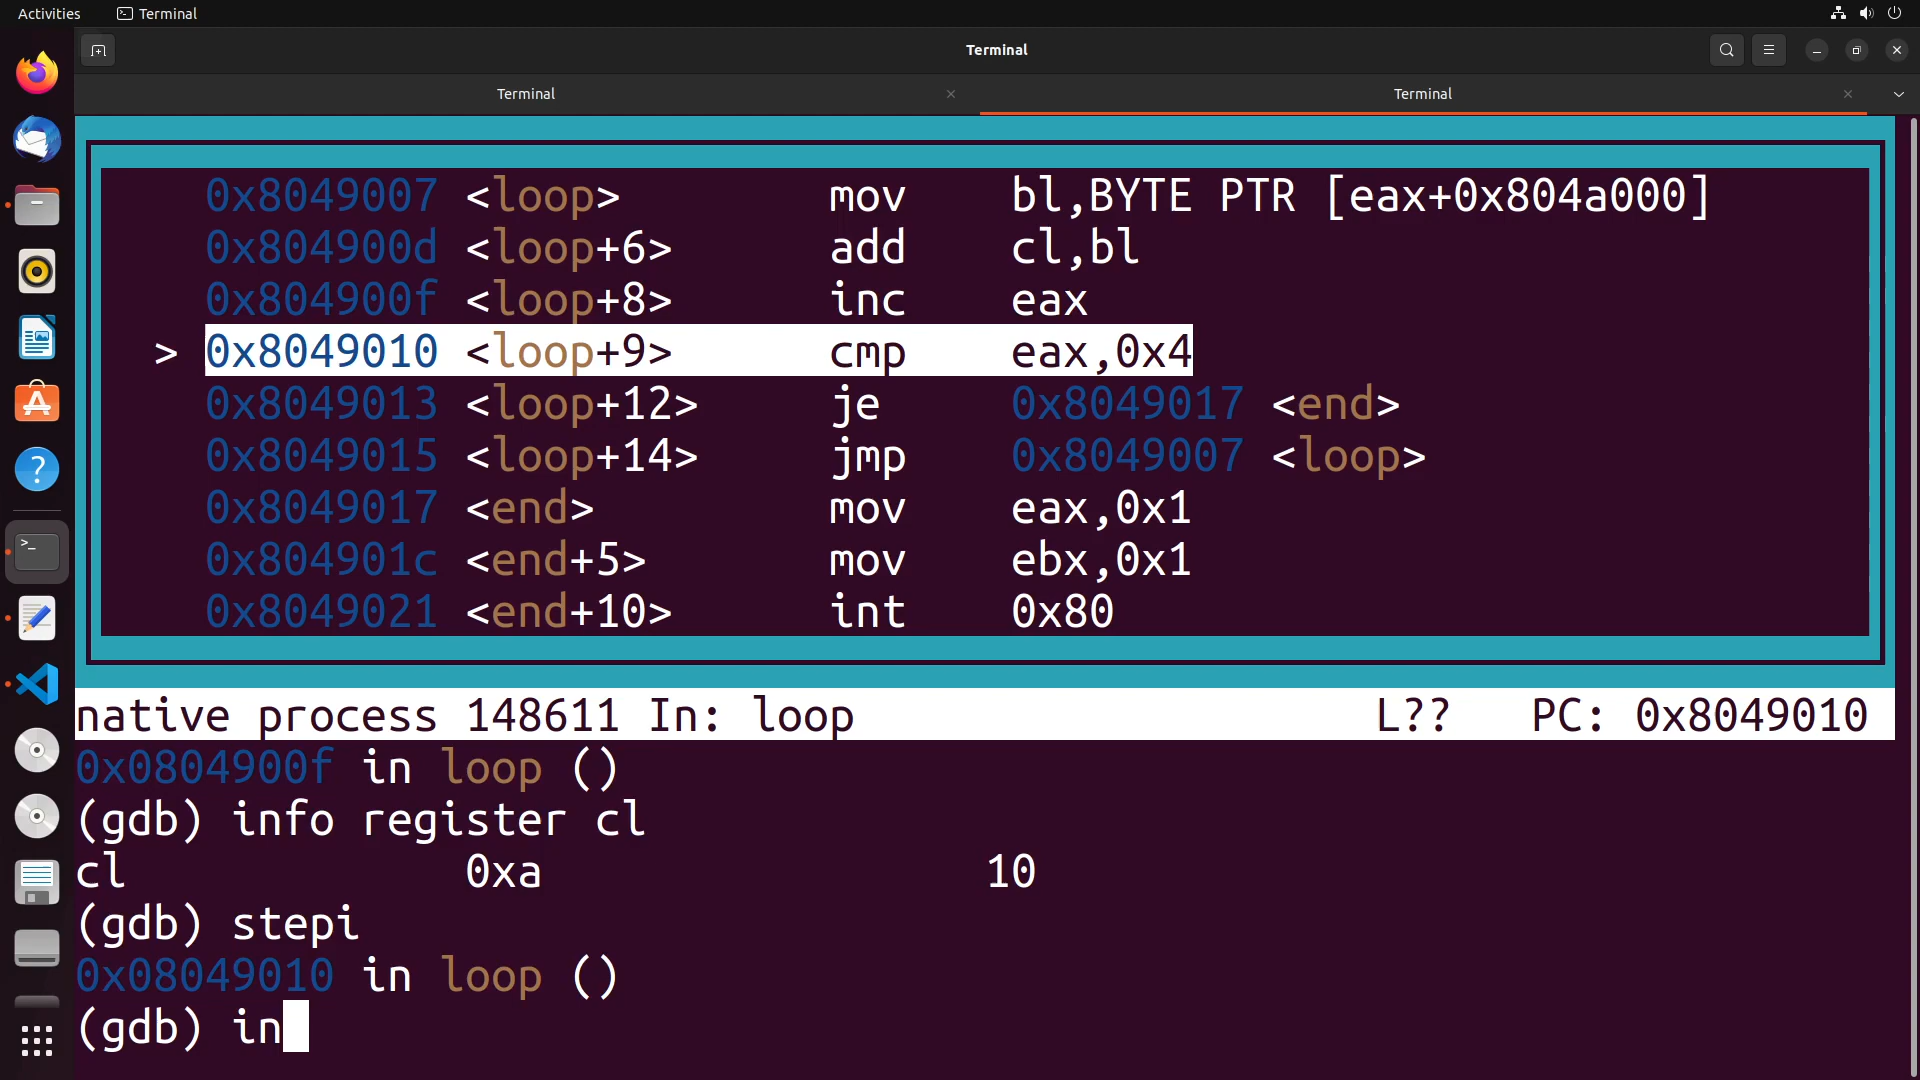 Activities Terminal
Terminal
Terminal Terminal
0x8049007 <loop> mov bl,BYTE PTR [eax+0x804a000]
0x804900d <loop+6> add cl,bl
0x804900f <loop+8> inc eax
> 0x8049010 <loop+9> cmp eax,0x4
0x8049013 <loop+12> je 0x8049017 <end>
0x8049015 <loop+14> jmp 0x8049007 <loop>
0x8049017 <end> mov eax,0x1
0x804901c <end+5> mov ebx,0x1
0x8049021 <end+10> int 0x80
native process 148611 In: loop L?? PC: 0x8049010
0x0804900f in loop ()
(gdb) info register cl
cl 0xa 10
(gdb) stepi
0x08049010 in loop ()
(gdb) in